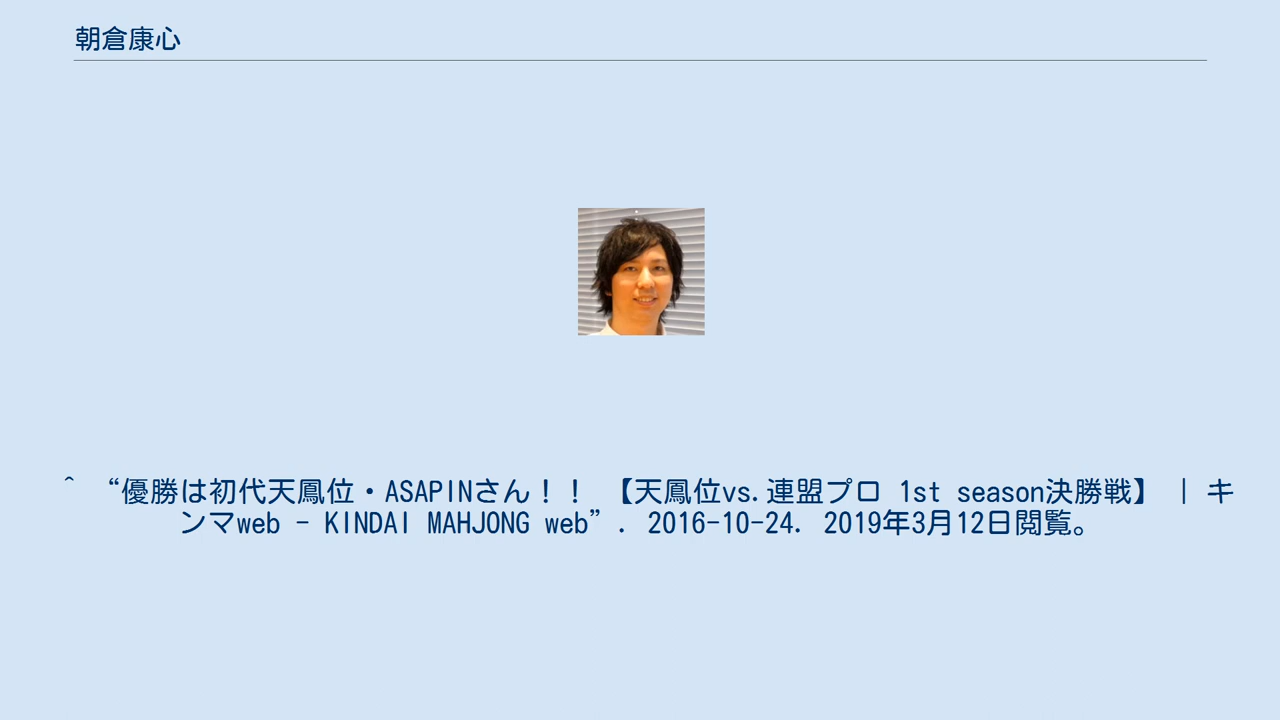 朝倉康心
^ “優勝は初代天鳳位・ASAPINさん！！ 【天鳳位vs.連盟プロ 1st season決勝戦】 | キ
ンマweb - KINDAI MAHJONG web”. 2016-10-24. 2019年3月12日閲覧。